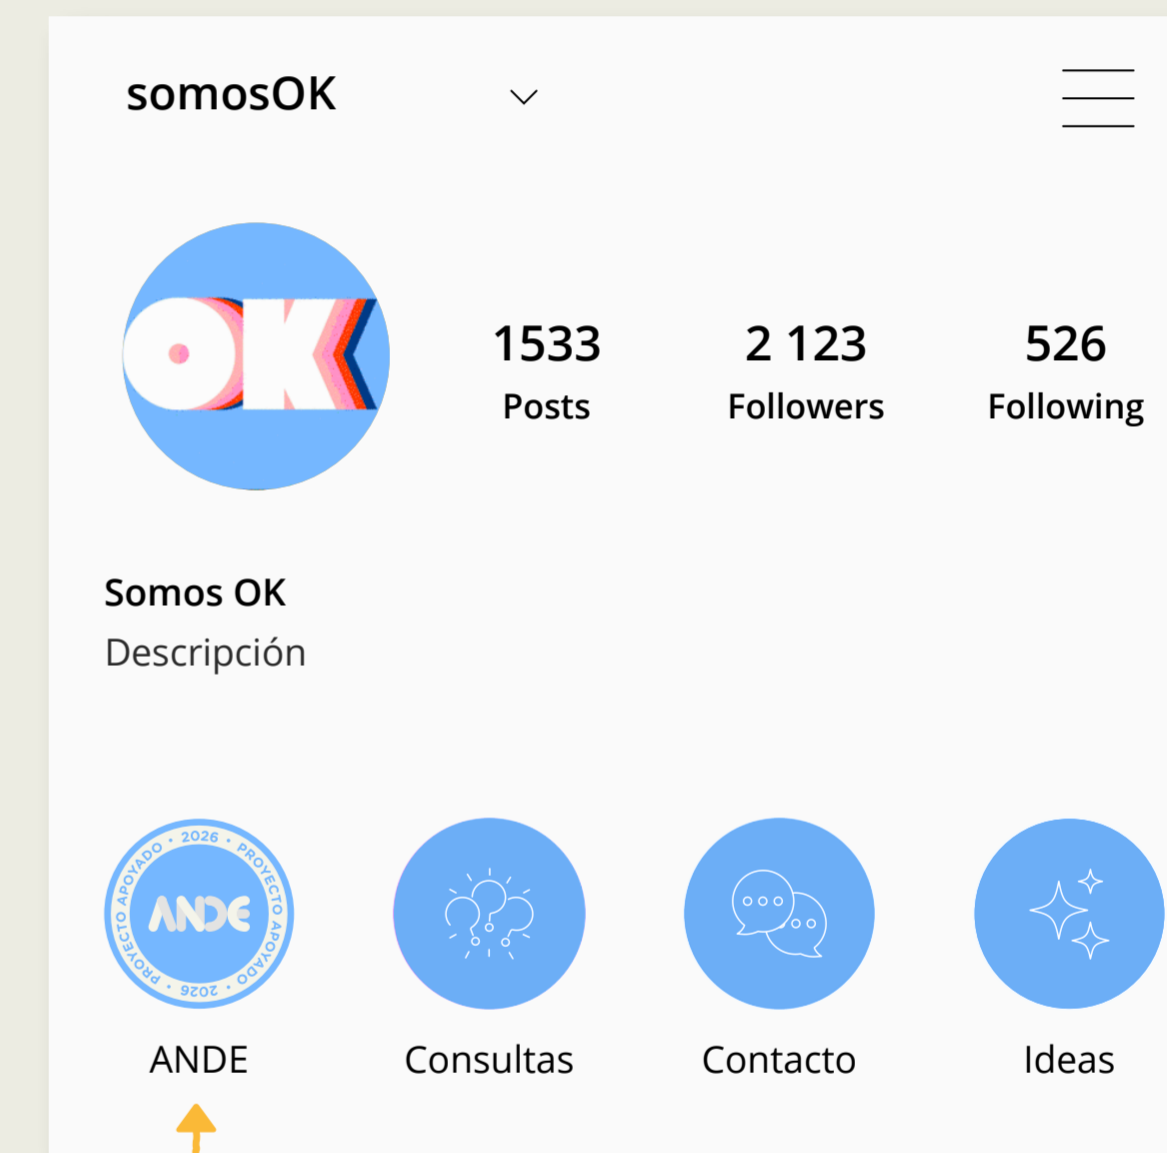 somosOK
OK
1533
2 123
526
Posts
Followers
Following
Somos OK
Descripción
2026 • PROYECTO APOYADO • 2026 • PROYECTO APOYADO •
ANDE
ANDE
Consultas
Contacto
Ideas